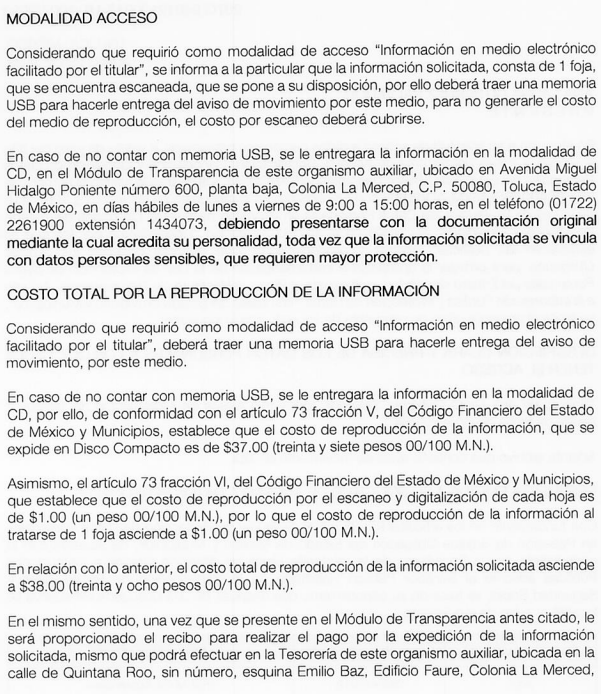 MODALIDAD ACCESO
Considerando que requirió como modalidad de acceso “Información en medio electrónico
facilitado por el titular”, se informa a la particular que la información solicitada, consta de 1 foja,
que se encuentra escaneada, que se pone a su disposición, por ello deberá traer una memoria
USB para hacerle entrega del aviso de movimiento por este medio, para no generarle el costo
del medio de reproducción, el costo por escaneo deberá cubrirse.
En caso de no contar con memoria USB, se le entregara la información en la modalidad de
CD, en el Módulo de Transparencia de este organismo auxiliar, ubicado en Avenida Miguel
Hidalgo Poniente número 600, planta baja, Colonia La Merced, C.P. 50080, Toluca, Estado
de México, en días hábiles de lunes a viernes de 9:00 a 15:00 horas, en el teléfono (01722)
2261900 extensión 1434073, debiendo presentarse con la documentación original
mediante la cual acredita su personalidad, toda vez que la información solicitada se vincula
con datos personales sensibles, que requieren mayor protección.
COSTO TOTAL POR LA REPRODUCCIÓN DE LA INFORMACIÓN
Considerando que requirió como modalidad de acceso “Información en medio electrónico
facilitado por el titular”, deberá traer una memoria USB para hacerle entrega del aviso de
movimiento, por este medio.
En caso de no contar con memoria USB, se le entregara la información en la modalidad de
CD, por ello, de conformidad con el artículo 73 fracción V, del Código Financiero del Estado
de México y Municipios, establece que el costo de reproducción de la información, que se
expide en Disco Compacto es de $37.00 (treinta y siete pesos 00/100 M.N.).
Asimismo, el artículo 73 fracción VI, del Código Financiero del Estado de México y Municipios,
que establece que el costo de reproducción por el escaneo y digitalización de cada hoja es
de $1.00 (un peso 00/100 M.N.), por lo que el costo de reproducción de la información al
tratarse de 1 foja asciende a $1.00 (un peso 00/100 M.N.).
En relación con lo anterior, el costo total de reproducción de la información solicitada asciende
a $38.00 (treinta y ocho pesos 00/100 M.N.).
En el mismo sentido, una vez que se presente en el Módulo de Transparencia antes citado, le
será proporcionado el recibo para realizar el pago por la expedición de la información
solicitada, mismo que podrá efectuar en la Tesorería de este organismo auxiliar, ubicada en la
calle de Quintana Roo, sin número, esquina Emilio Baz, Edificio Faure, Colonia La Merced,